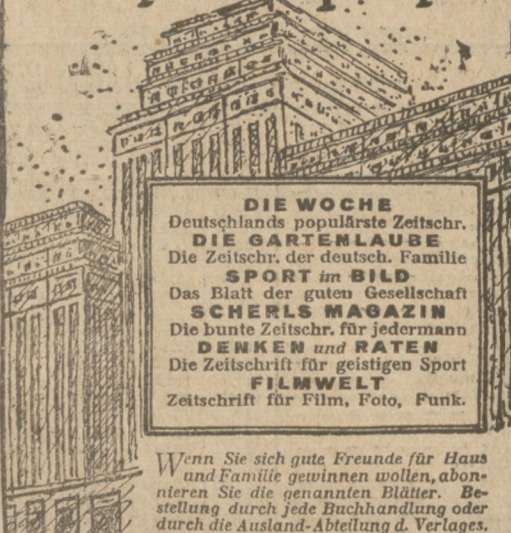 DIE WOCHE
Deutschlands populärste Zeitschr.
DIE GARTENLAUBE
Die Zeitschr. der deutsch. Familie
SPORT im BILD
Das Blatt der guten Gesellschaft
SCHERLS MAGAZIN
Die bunte Zeitschr. für jedermann
DENKEN und RATEN
Die Zeitschrift für geistigen Sport
FILMWELT
Zeitschrift für Film, Foto, Funk.
Wenn Sie sich gute Freunde für Haus
und Familie gewinnen wollen, abon-
nieren Sie die genannten Blätter. Be-
stellung durch jede Buchhandlung oder
durch die Ausland-Abteilung d. Verlages.